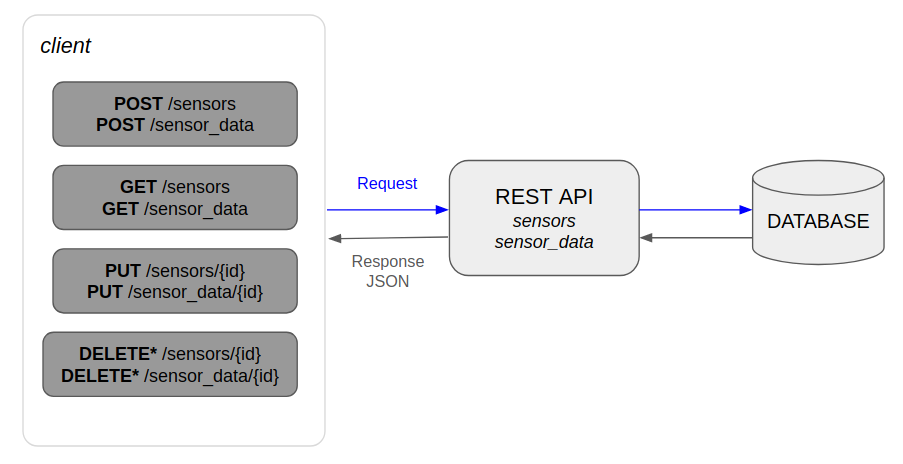 client
POST /sensors
POST /sensor_data
GET /sensors
GET /sensor_data
PUT /sensors/{id}
PUT /sensor_data/{id}
DELETE* /sensors/{id}
DELETE* /sensor_data/{id}
Request
Response
JSON
REST API
sensors
sensor_data
DATABASE